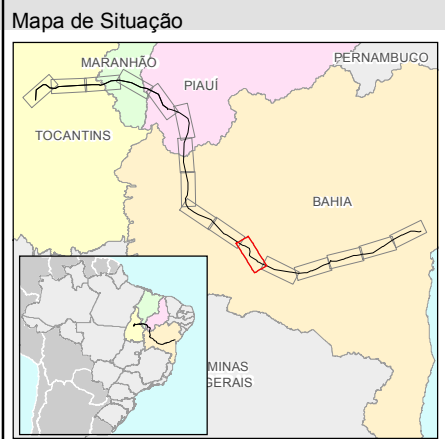 Mapa de Situação
PERNAMBUCO
MARANHÃO
PIAUÍ
TOCANTINS
BAHIA
MINAS
GERAIS